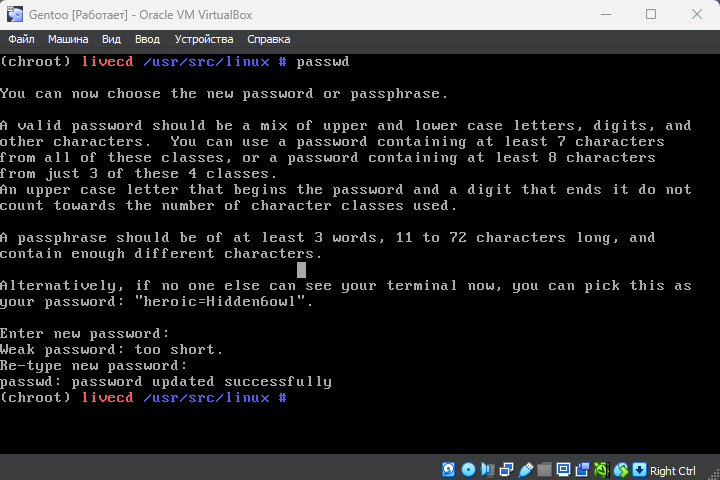 Gentoo [Работает] - Oracle VM VirtualBox
Файл Машина Вид Ввод Устройства Справка
(chroot) livecd /usr/src/linux # passwd
You can now choose the new password or passphrase.
A valid password should be a mix of upper and lower case letters, digits, and
other characters.  You can use a password containing at least 7 characters
from all of these classes, or a password containing at least 8 characters
from just 3 of these 4 classes.
An upper case letter that begins the password and a digit that ends it do not
count towards the number of character classes used.
A passphrase should be of at least 3 words, 11 to 72 characters long, and
contain enough different characters.
Alternatively, if no one else can see your terminal now, you can pick this as
your password: "heroic=Hidden6owl".
Enter new password:
Weak password: too short.
Re-type new password:
passwd: password updated successfully
(chroot) livecd /usr/src/linux #
Right Ctrl